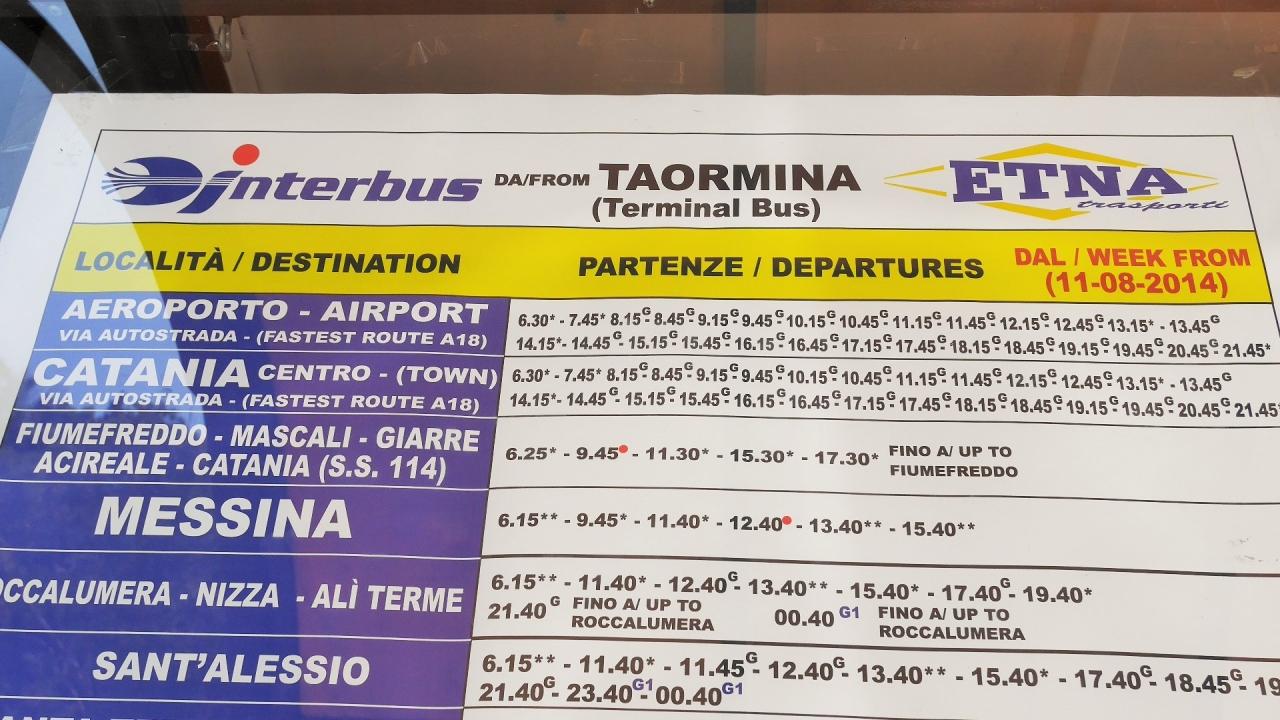 interbus DA/FROM TAORMINA ETNA trasporti
(Terminal Bus)
LOCALITÀ / DESTINATION PARTENZE / DEPARTURES DAL / WEEK FROM
(11-08-2014)
AEROPORTO - AIRPORT
VIA AUTOSTRADA - (FASTEST ROUTE A18)
6.30* - 7.45* 8.15G- 8.45G- 9.15G- 9.45G- 10.15G- 10.45G- 11.15G- 11.45G- 12.15G- 12.45G- 13.15* - 13.45G
14.15*- 14.45G- 15.15G- 15.45G- 16.15G- 16.45G- 17.15G- 17.45G- 18.15G- 18.45G- 19.15G- 19.45G- 20.45G- 21.45*
CATANIA CENTRO - (TOWN)
VIA AUTOSTRADA - (FASTEST ROUTE A18)
6.30* - 7.45* 8.15G- 8.45G- 9.15G- 9.45G- 10.15G- 10.45G- 11.15G- 11.45G- 12.15G- 12.45G- 13.15* - 13.45G
14.15*- 14.45G- 15.15G- 15.45G- 16.15G- 16.45G- 17.15G- 17.45G- 18.15G- 18.45G- 19.15G- 19.45G- 20.45G- 21.45
FIUMEFREDDO - MASCALI - GIARRE
ACIREALE - CATANIA (S.S. 114)
6.25* - 9.45● - 11.30* - 15.30* - 17.30* FINO A/ UP TO
FIUMEFREDDO
MESSINA
6.15** - 9.45* - 11.40* - 12.40● - 13.40** - 15.40**
OCCALUMERA - NIZZA - ALÌ TERME
6.15** - 11.40* - 12.40G- 13.40** - 15.40* - 17.40G- 19.40*
21.40G FINO A/ UP TO 00.40G1 FINO A/ UP TO
ROCCALUMERA ROCCALUMERA
SANT'ALESSIO
6.15** - 11.40* - 11.45G- 12.40G- 13.40** - 15.40* - 17.40G- 18.45G- 19
21.40G- 23.40G1- 00.40G1